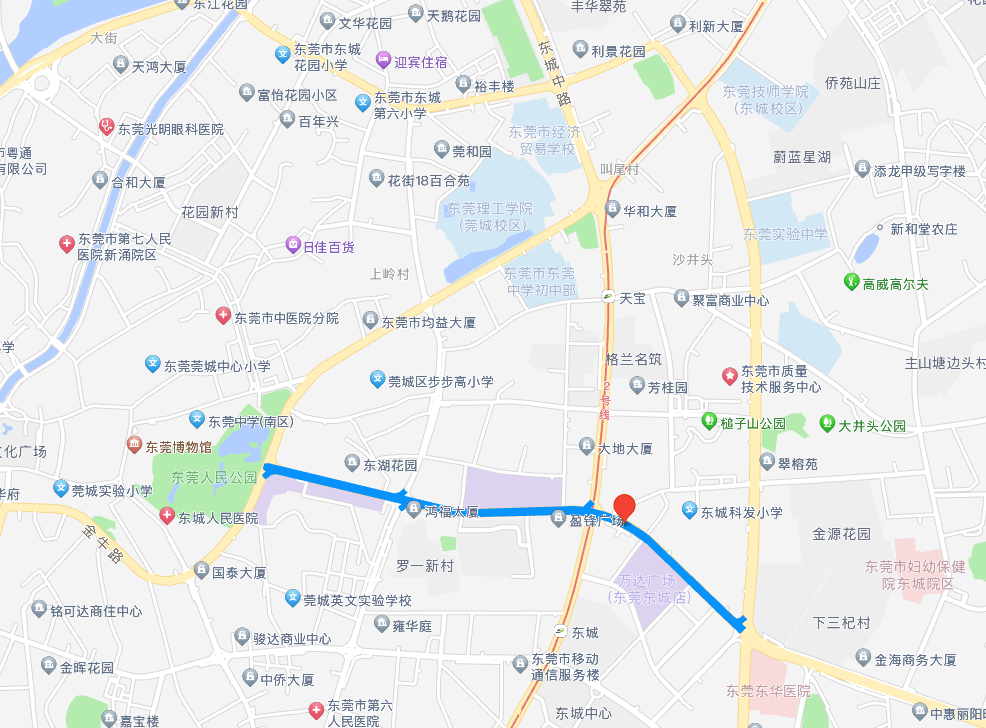 东江花园
文华花园
天鹅花园
丰华翠苑
利新大厦
大街
天鸿大厦
东莞市东城
花园小学
迎宾住宿
东城中路
利景花园
侨苑山庄
裕丰楼
富怡花园小区
东莞市东城
第六小学
东莞技师学院
(东城校区)
百年兴
东莞光明眼科医院
东莞市经济
贸易学校
市粤通
有限公司
莞和园
蔚蓝星湖
叫尾村
添龙甲级写字楼
合和大厦
花街18百合苑
花园新村
东莞理工学院
(莞城校区)
华和大厦
新和堂农庄
东莞实验中学
东莞市第七人民
医院新涌院区
日佳百货
沙井头
上岭村
东莞市东莞
中学初中部
高威高尔夫
天宝
聚富商业中心
东莞市中医院分院
东莞市均益大厦
格兰名筑
主山塘边头村
东莞莞城中心小学
莞城区步步高小学
芳桂园
东莞市质量
技术服务中心
2号线
东莞中学(南区)
槌子山公园
大井头公园
东莞博物馆
大地大厦
东湖花园
翠榕苑
东莞人民公园
莞城实验小学
东城人民医院
鸿福大厦
盈锋广场
东城科发小学
金源花园
金牛路
罗一新村
国泰大厦
万达广场
(东莞东城店)
东莞市妇幼保健
院东城院区
莞城英文实验学校
铭可达商住中心
雍华庭
东城
下三杞村
骏达商业中心
金晖花园
东莞市移动
通信服务楼
金海商务大厦
中侨大厦
东莞东华医院
东莞市第六
人民医院
嘉宝楼
东城中心
中惠丽阳时